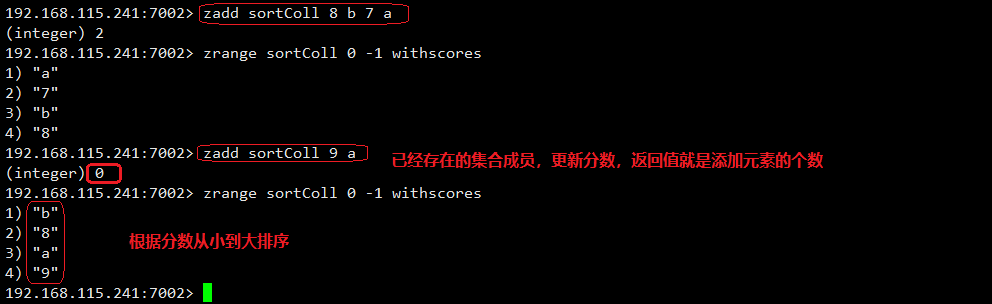 192.168.115.241:7002> zadd sortColl 8 b 7 a
(integer) 2
192.168.115.241:7002> zrange sortColl 0 -1 withscores
1) "a"
2) "7"
3) "b"
4) "8"
192.168.115.241:7002> zadd sortColl 9 a
已经存在的集合成员，更新分数，返回值就是添加元素的个数
(integer) 0
192.168.115.241:7002> zrange sortColl 0 -1 withscores
1) "b"
2) "8"
根据分数从小到大排序
3) "a"
4) "9"
192.168.115.241:7002>